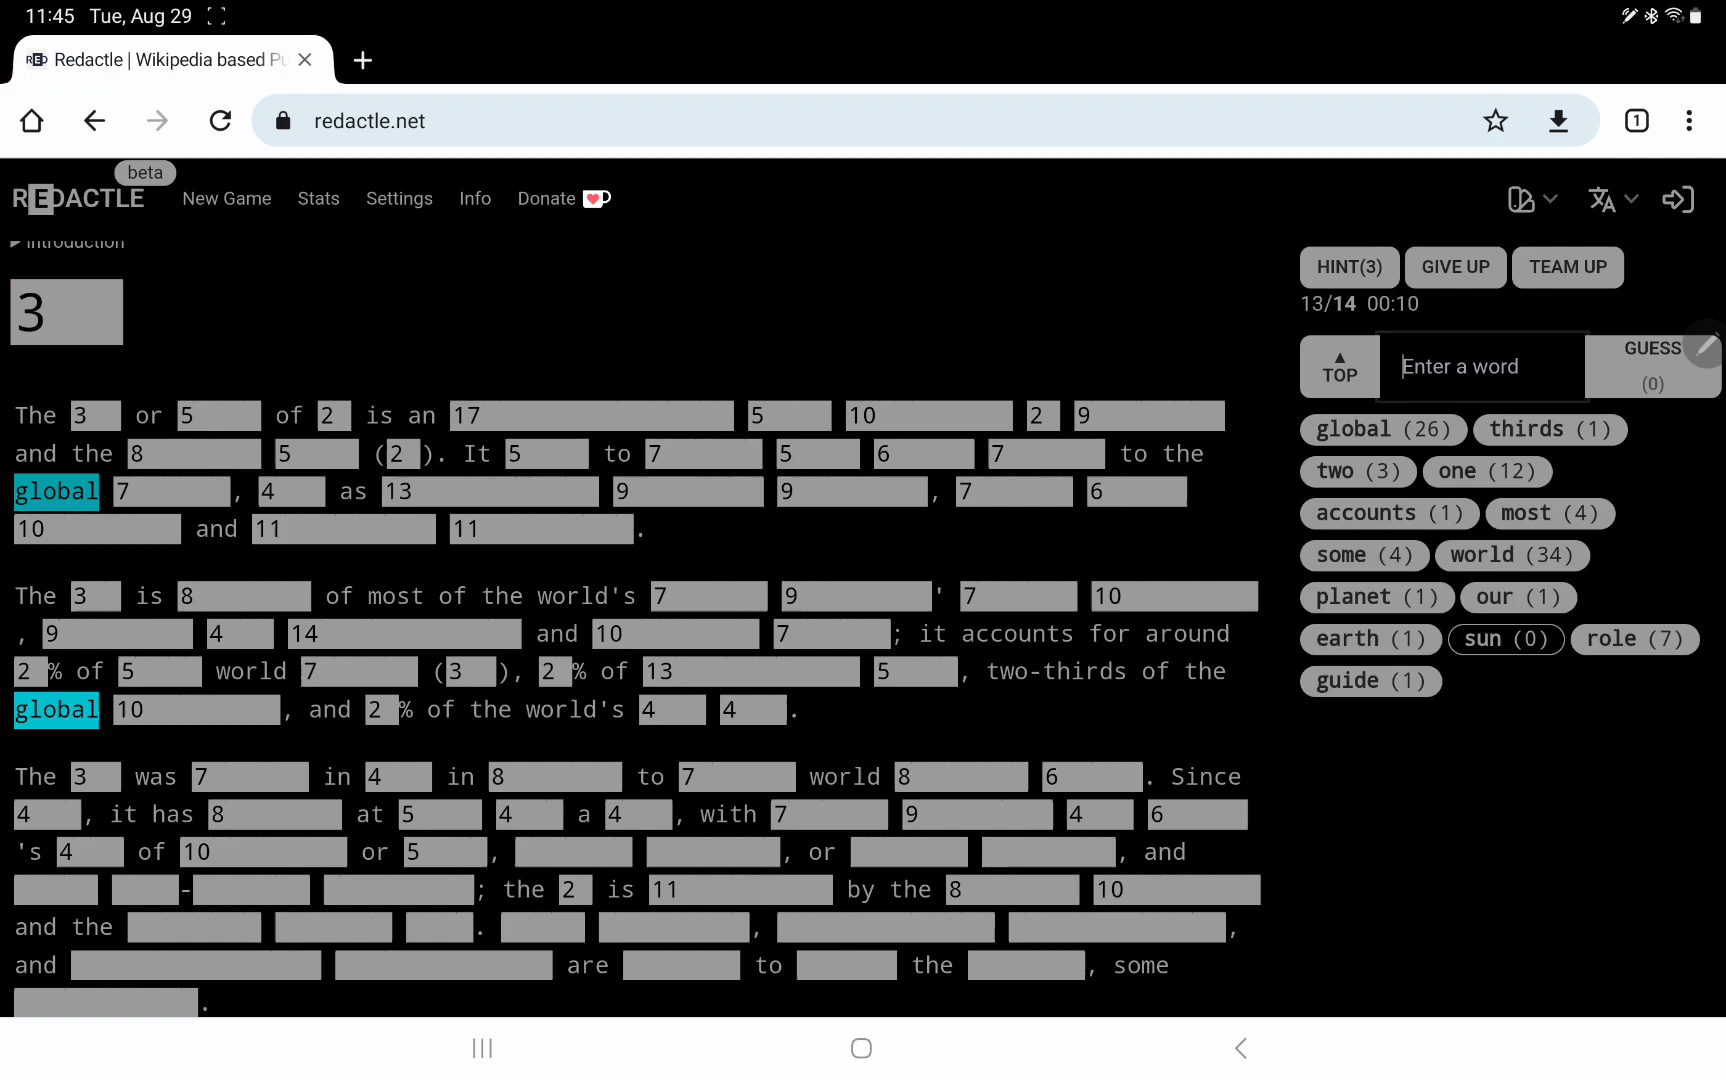 11:45 Tue, Aug 29
RED Redactle | Wikipedia based Pu
redactle.net
1
beta
REDACTLE New Game Stats Settings Info Donate
Introduction
HINT(3) GIVE UP TEAM UP
13/14 00:10
▲ TOP Enter a word GUESS (0)
global (26) thirds (1)
two (3) one (12)
accounts (1) most (4)
some (4) world (34)
planet (1) our (1)
earth (1) sun (0) role (7)
guide (1)
3
The 3 or 5 of 2 is an 17 5 10 2 9
and the 8 5 (2 ). It 5 to 7 5 6 7 to the
global 7 , 4 as 13 9 9 , 7 6
10 and 11 11 .
The 3 is 8 of most of the world's 7 9 ' 7 10
, 9 4 14 and 10 7 ; it accounts for around
2 % of 5 world 7 (3 ), 2 % of 13 5 , two-thirds of the
global 10 , and 2 % of the world's 4 4 .
The 3 was 7 in 4 in 8 to 7 world 8 6 . Since
4 , it has 8 at 5 4 a 4 , with 7 9 4 6
's 4 of 10 or 5 , , or , and
- ; the 2 is 11 by the 8 10
and the . , ,
and are to the , some
.